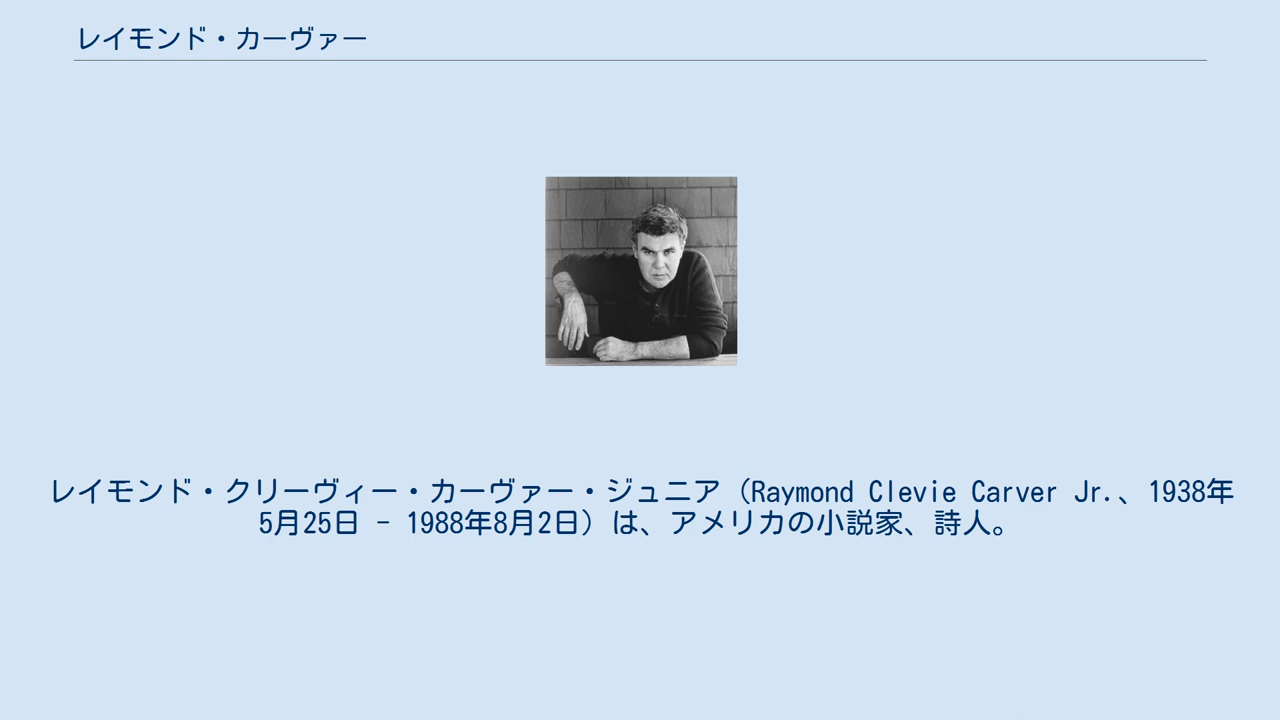 レイモンド・カーヴァー
レイモンド・クリーヴィー・カーヴァー・ジュニア（Raymond Clevie Carver Jr.、1938年
5月25日 - 1988年8月2日）は、アメリカの小説家、詩人。